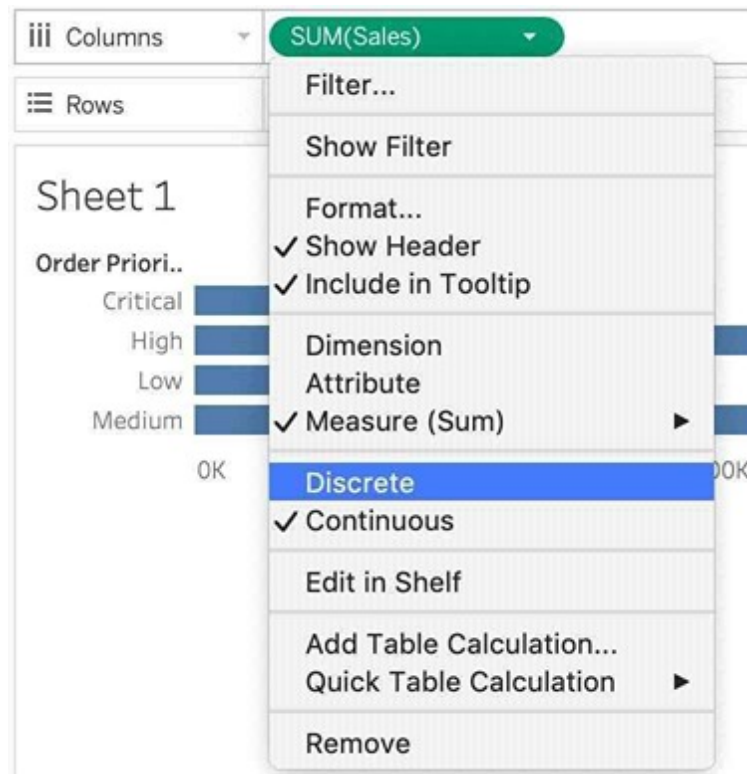 Columns
SUM(Sales)
Rows
Filter...
Show Filter
Sheet 1
Format...
Show Header
Include in Tooltip
Order Priori..
Critical
High
Low
Medium
Dimension
Attribute
Measure (Sum)
0K
Discrete
Continuous
Edit in Shelf
Add Table Calculation...
Quick Table Calculation
Remove